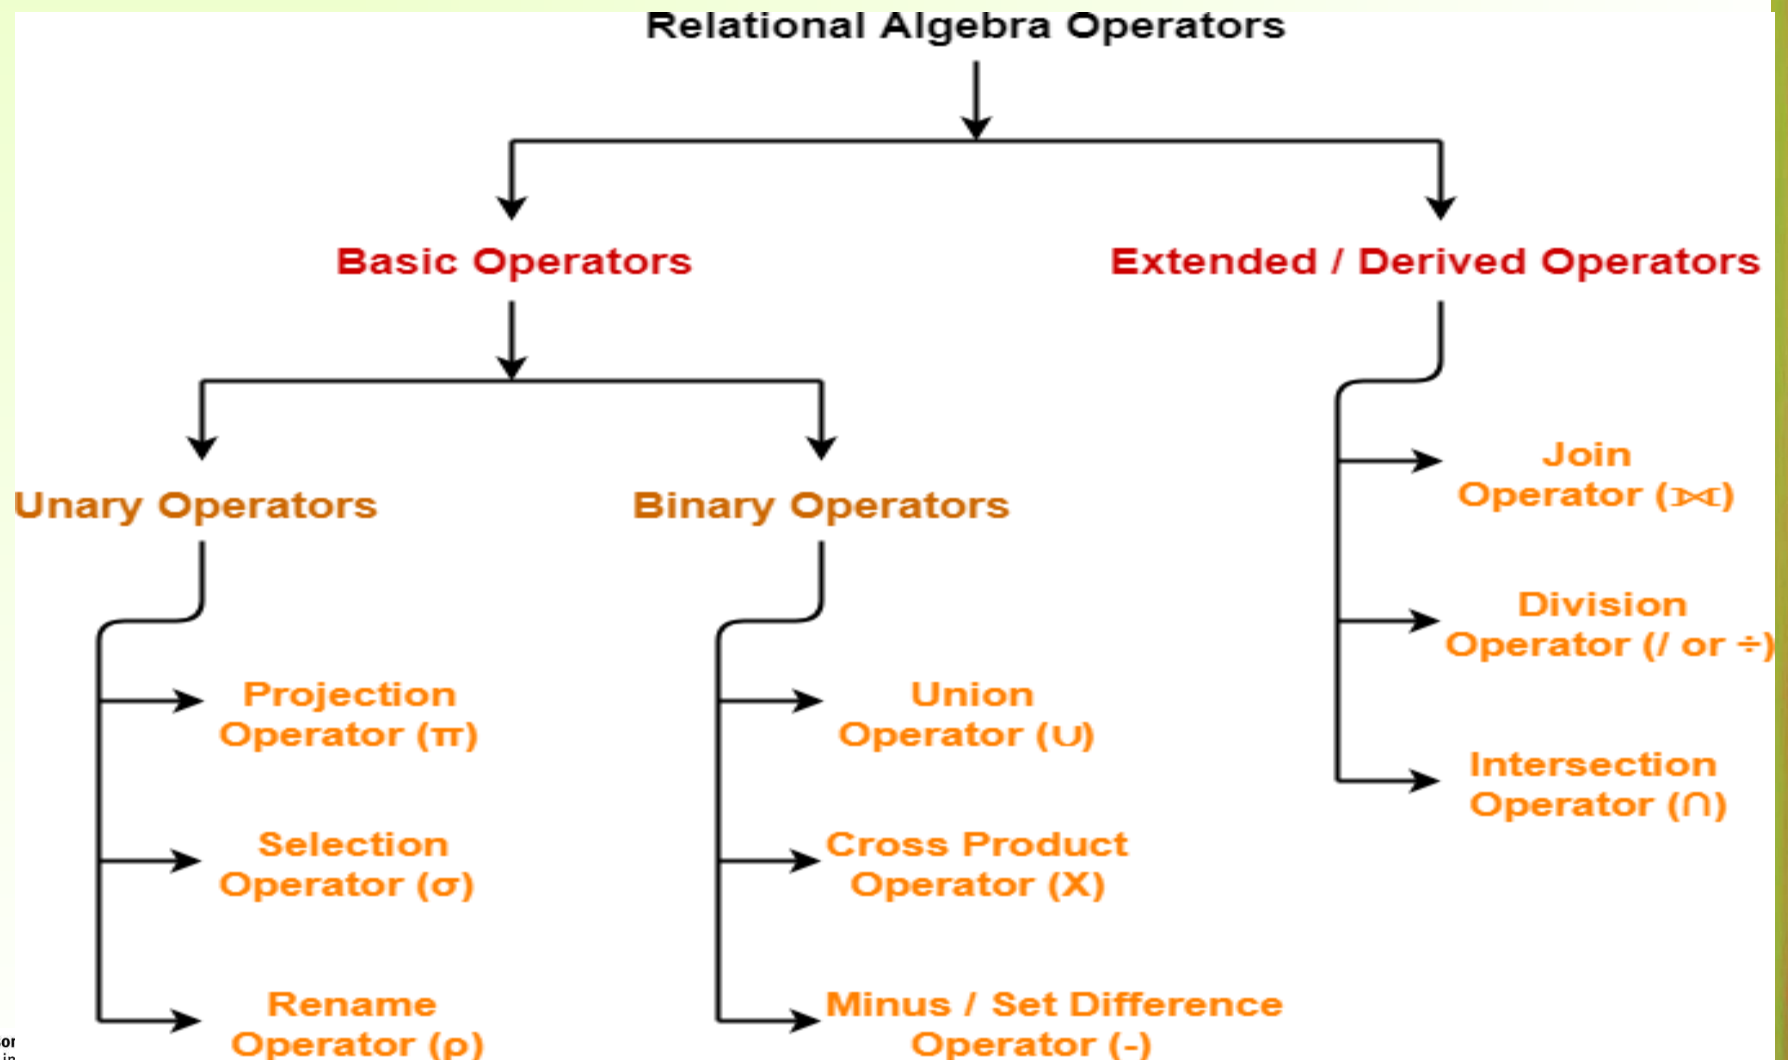 Relational Algebra Operators
Basic Operators
Extended / Derived Operators
Unary Operators
Binary Operators
Join
Operator (⋈)
Division
Operator (/ or ÷)
Intersection
Operator (∩)
Projection
Operator (π)
Selection
Operator (σ)
Rename
Operator (ρ)
Union
Operator (∪)
Cross Product
Operator (X)
Minus / Set Difference
Operator (-)